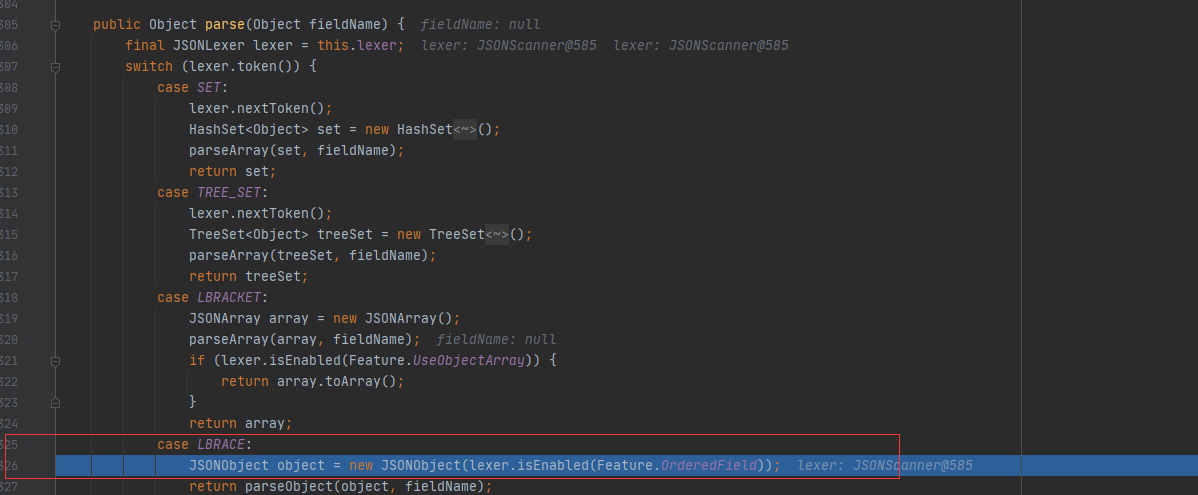 304
305 public Object parse(Object fieldName) { fieldName: null
306 final JSONLexer lexer = this.lexer; lexer: JSONScanner@585 lexer: JSONScanner@585
307 switch (lexer.token()) {
308 case SET:
309 lexer.nextToken();
310 HashSet<Object> set = new HashSet<~>();
311 parseArray(set, fieldName);
312 return set;
313 case TREE_SET:
314 lexer.nextToken();
315 TreeSet<Object> treeSet = new TreeSet<~>();
316 parseArray(treeSet, fieldName);
317 return treeSet;
318 case LBRACKET:
319 JSONArray array = new JSONArray();
320 parseArray(array, fieldName); fieldName: null
321 if (lexer.isEnabled(Feature.UseObjectArray)) {
322 return array.toArray();
323 }
324 return array;
325 case LBRACE:
326 JSONObject object = new JSONObject(lexer.isEnabled(Feature.OrderedField)); lexer: JSONScanner@585
327 return parseObject(object, fieldName);